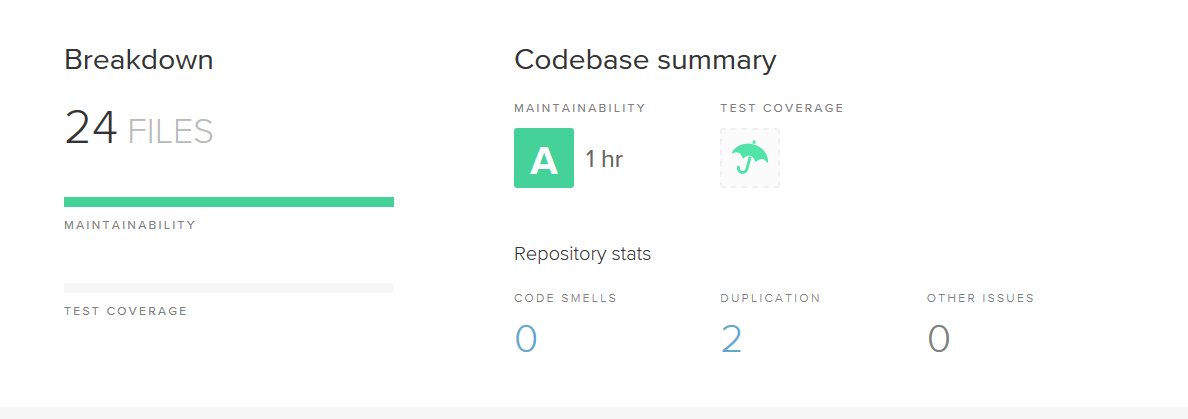 Breakdown
24 FILES
MAINTAINABILITY
TEST COVERAGE
Codebase summary
MAINTAINABILITY TEST COVERAGE
A 1 hr
Repository stats
CODE SMELLS DUPLICATION OTHER ISSUES
0 2 0